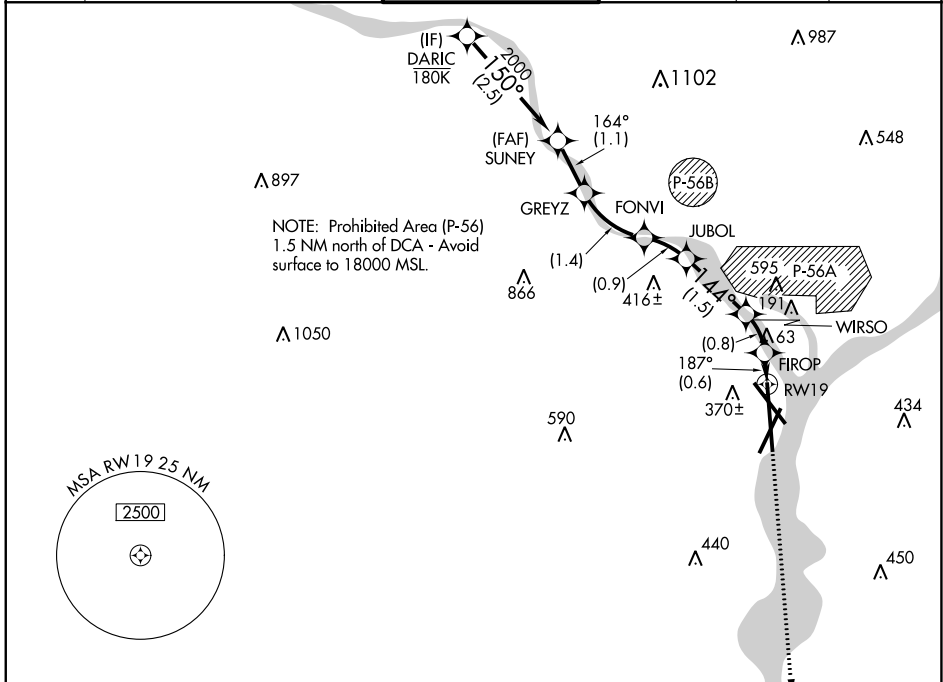 (IF)
DARIC
180K
2000
150°
(2.5)
987
1102
(FAF)
SUNEY
164°
(1.1)
548
897
P-56B
GREYZ
FONVI
JUBOL
NOTE: Prohibited Area (P-56)
1.5 NM north of DCA - Avoid
surface to 18000 MSL.
(1.4)
(0.9)
866
416±
144°
(1.5)
595
P-56A
191
WIRSO
1050
(0.8)
63
FIROP
187°
(0.6)
RW19
370±
590
434
MSA RW19 25 NM
2500
440
450